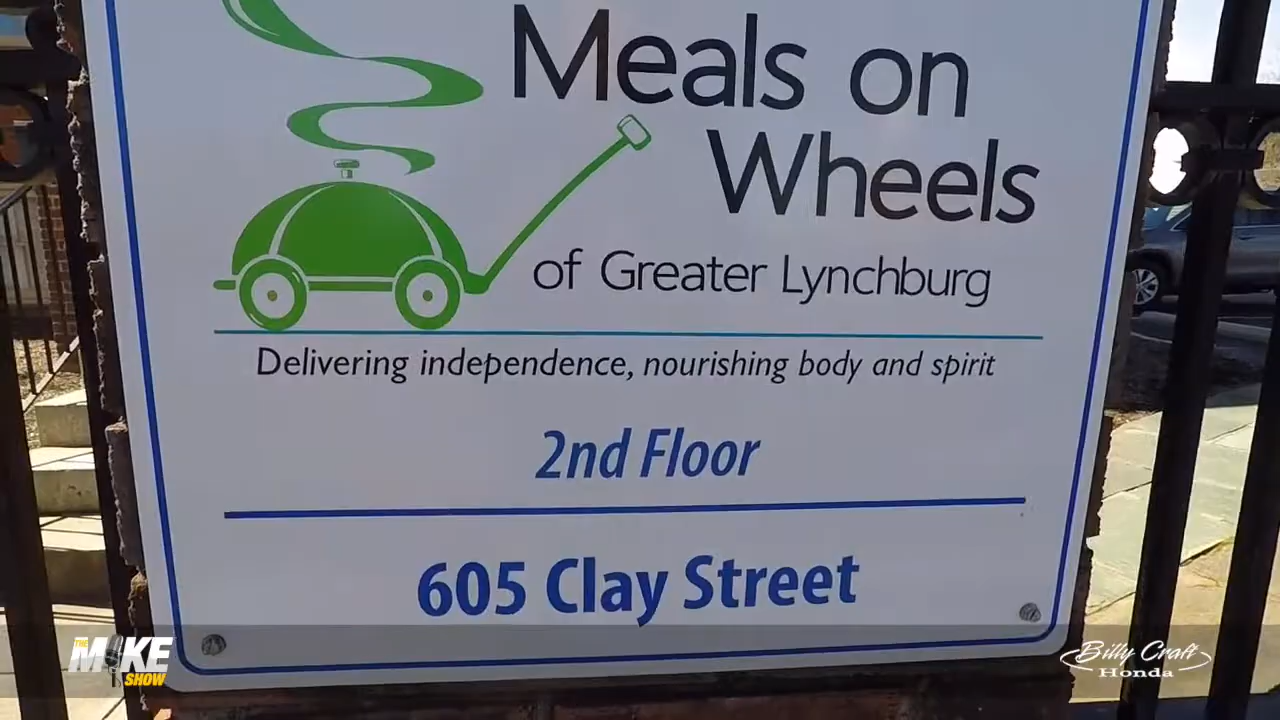 Meals on
Wheels
of Greater Lynchburg
Delivering independence, nourishing body and spirit
2nd Floor
605 Clay Street
THE
MIKE
SHOW
Billy Craft
Honda